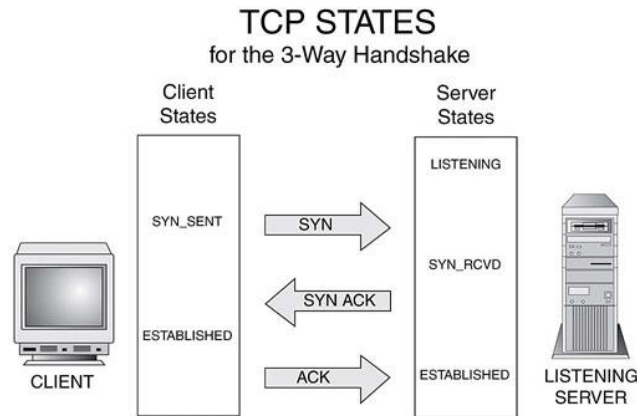 TCP STATES
for the 3-Way Handshake
Client
States
Server
States
LISTENING
SYN_SENT
SYN
SYN_RCVD
SYN ACK
ESTABLISHED
ACK
ESTABLISHED
CLIENT
LISTENING
SERVER